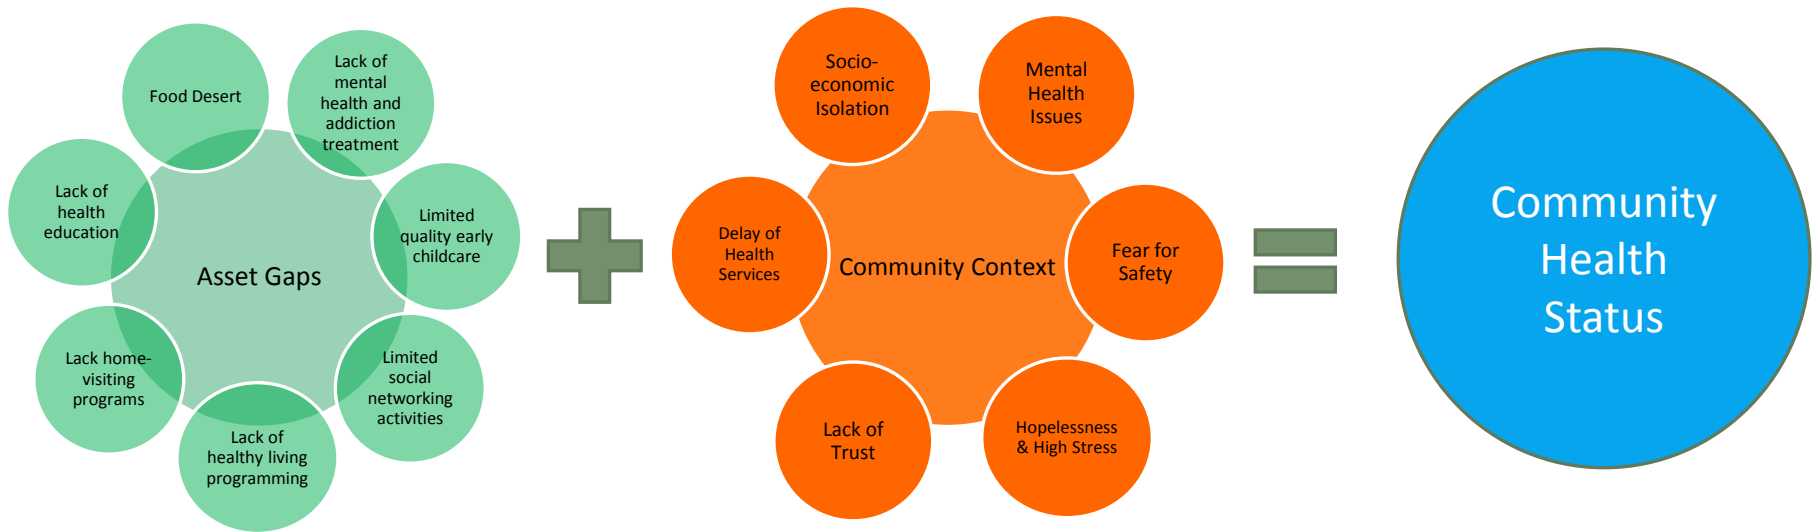 Food Desert
Lack of
mental
health and
addiction
treatment
Limited
quality early
childcare
Limited
social
networking
activities
Lack of
healthy living
programming
Lack home-
visiting
programs
Lack of
health
education
Asset Gaps
Socio-
economic
Isolation
Mental
Health
Issues
Fear for
Safety
Hopelessness
& High Stress
Lack of
Trust
Delay of
Health
Services
Community Context
Community
Health
Status